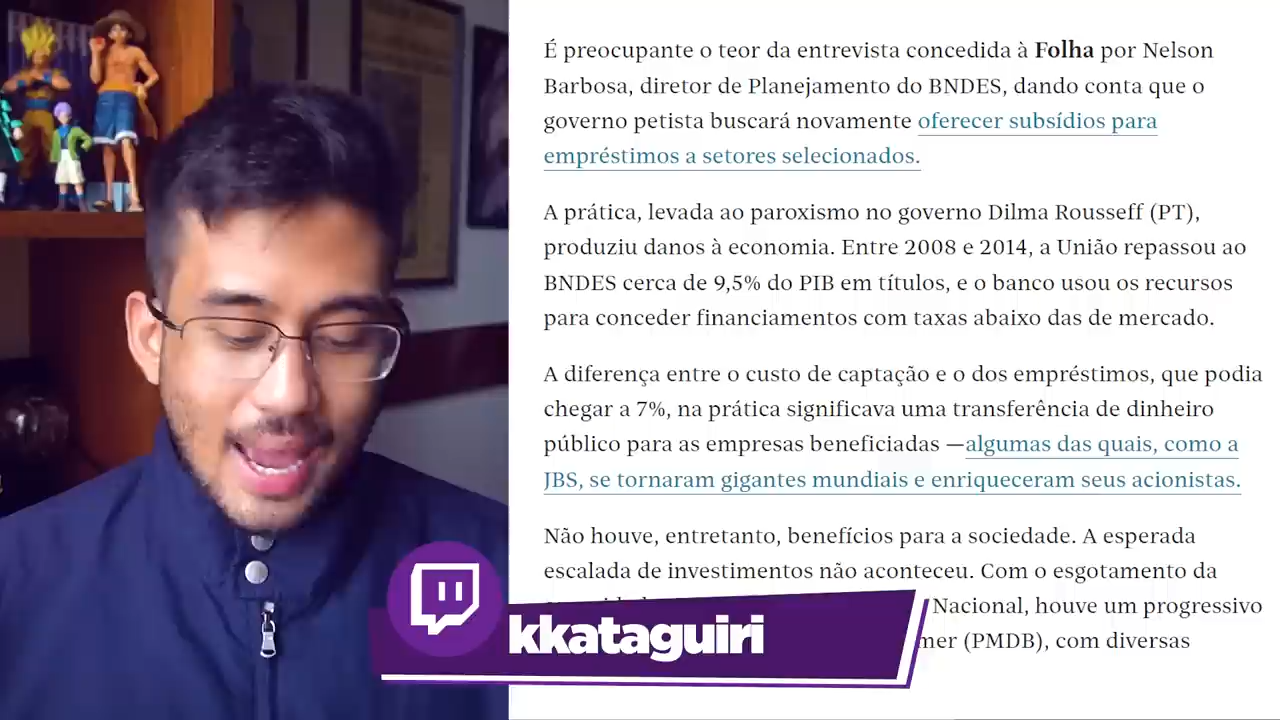 É preocupante o teor da entrevista concedida à Folha por Nelson
Barbosa, diretor de Planejamento do BNDES, dando conta que o
governo petista buscará novamente oferecer subsídios para
empréstimos a setores selecionados.
A prática, levada ao paroxismo no governo Dilma Rousseff (PT),
produziu danos à economia. Entre 2008 e 2014, a União repassou ao
BNDES cerca de 9,5% do PIB em títulos, e o banco usou os recursos
para conceder financiamentos com taxas abaixo das de mercado.
A diferença entre o custo de captação e o dos empréstimos, que podia
chegar a 7%, na prática significava uma transferência de dinheiro
público para as empresas beneficiadas —algumas das quais, como a
JBS, se tornaram gigantes mundiais e enriqueceram seus acionistas.
Não houve, entretanto, benefícios para a sociedade. A esperada
escalada de investimentos não aconteceu. Com o esgotamento da
Nacional, houve um progressivo
(PMDB), com diversas
kkataguiri